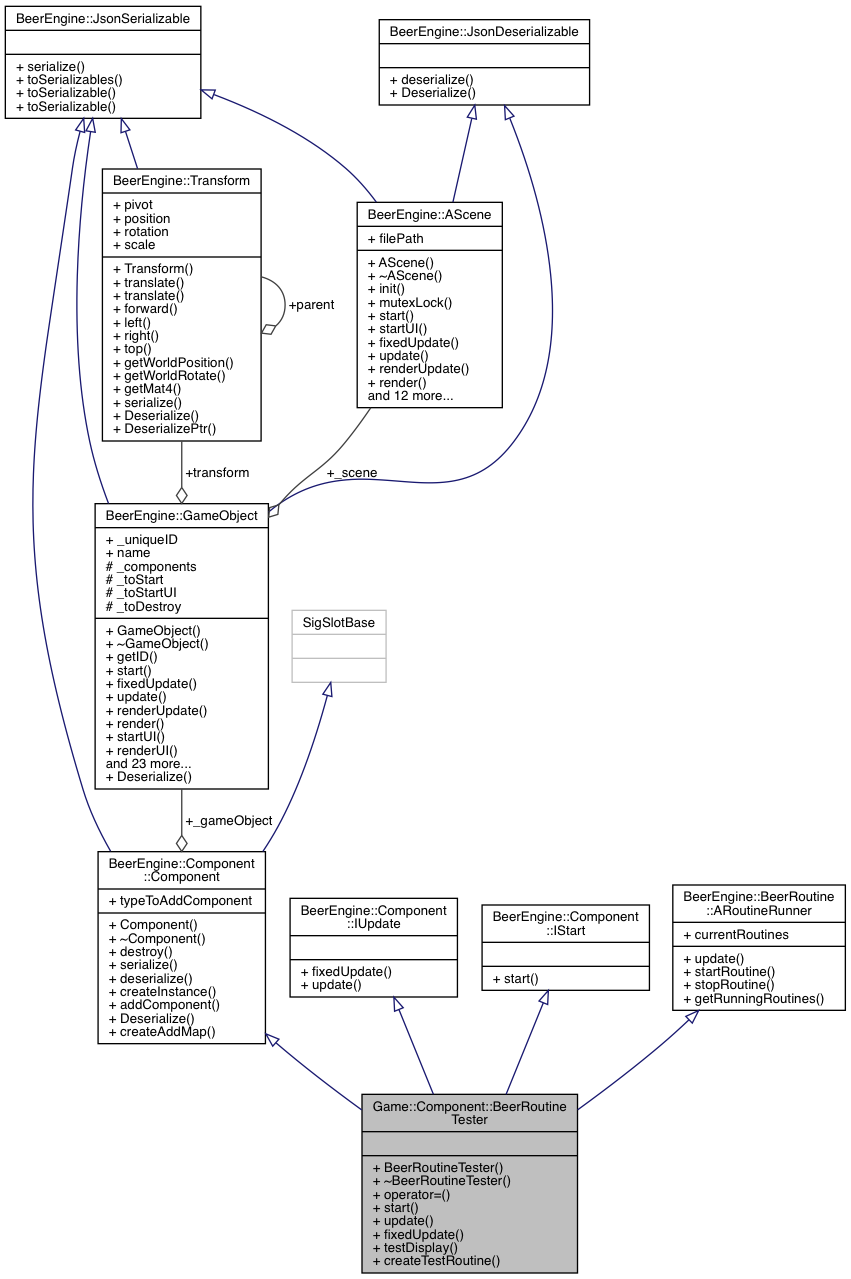 BeerEngine::JsonSerializable
+ serialize()
+ toSerializables()
+ toSerializable()
+ toSerializable()
BeerEngine::JsonDeserializable
+ deserialize()
+ Deserialize()
BeerEngine::Transform
+ pivot
+ position
+ rotation
+ scale
+ Transform()
+ translate()
+ translate()
+ forward()
+ left()
+ right()
+ top()
+ getWorldPosition()
+ getWorldRotate()
+ getMat4()
+ serialize()
+ Deserialize()
+ DeserializePtr()
+parent
BeerEngine::AScene
+ filePath
+ AScene()
+ ~AScene()
+ init()
+ mutexLock()
+ start()
+ startUI()
+ fixedUpdate()
+ update()
+ renderUpdate()
+ render()
and 12 more...
+transform
+_scene
BeerEngine::GameObject
+ _uniqueID
+ name
# _components
# _toStart
# _toStartUI
# _toDestroy
+ GameObject()
+ ~GameObject()
+ getID()
+ start()
+ fixedUpdate()
+ update()
+ renderUpdate()
+ render()
+ startUI()
+ renderUI()
and 23 more...
+ Deserialize()
SigSlotBase
+_gameObject
BeerEngine::Component
::Component
+ typeToAddComponent
+ Component()
+ ~Component()
+ destroy()
+ serialize()
+ deserialize()
+ createInstance()
+ addComponent()
+ Deserialize()
+ createAddMap()
BeerEngine::Component
::IUpdate
+ fixedUpdate()
+ update()
BeerEngine::Component
::IStart
+ start()
BeerEngine::BeerRoutine
::ARoutineRunner
+ currentRoutines
+ update()
+ startRoutine()
+ stopRoutine()
+ getRunningRoutines()
Game::Component::BeerRoutine
Tester
+ BeerRoutineTester()
+ ~BeerRoutineTester()
+ operator=()
+ start()
+ update()
+ fixedUpdate()
+ testDisplay()
+ createTestRoutine()